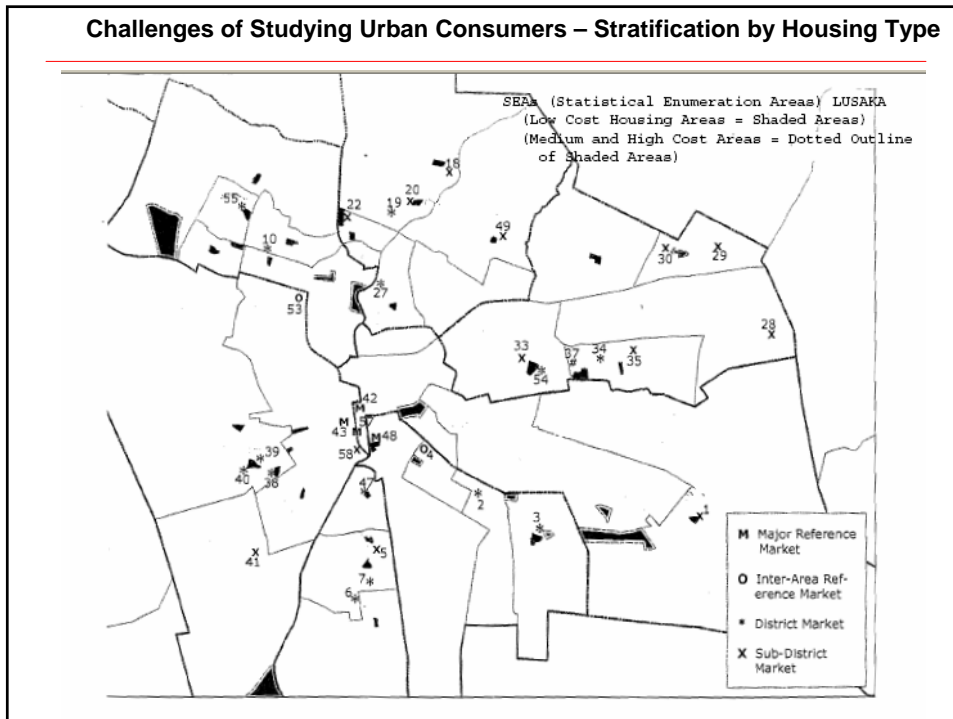 Challenges of Studying Urban Consumers – Stratification by Housing Type
SEAs (Statistical Enumeration Areas) LUSAKA
(Low Cost Housing Areas = Shaded Areas)
(Medium and High Cost Areas = Dotted Outline
of Shaded Areas)
18
20
55
22
19
49
10
30
29
27
53
28
33
37
34
35
54
42
M
57
M
43
M
M
48
58
O
4
39
40
38
47
2
1
3
41
5
7
6
M Major Reference
Market
O Inter-Area Ref-
erence Market
* District Market
X Sub-District
Market